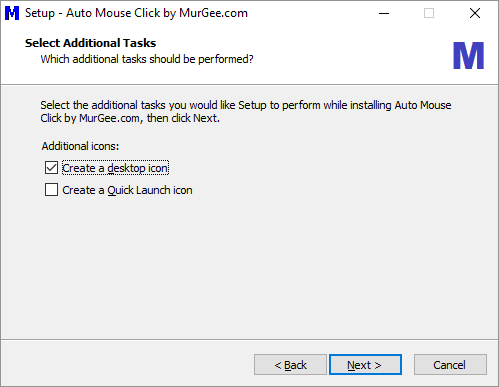 M Setup - Auto Mouse Click by MurGee.com
Select Additional Tasks
Which additional tasks should be performed?
M
Select the additional tasks you would like Setup to perform while installing Auto Mouse
Click by MurGee.com, then click Next.
Additional icons:
Create a desktop icon
Create a Quick Launch icon
< Back Next > Cancel